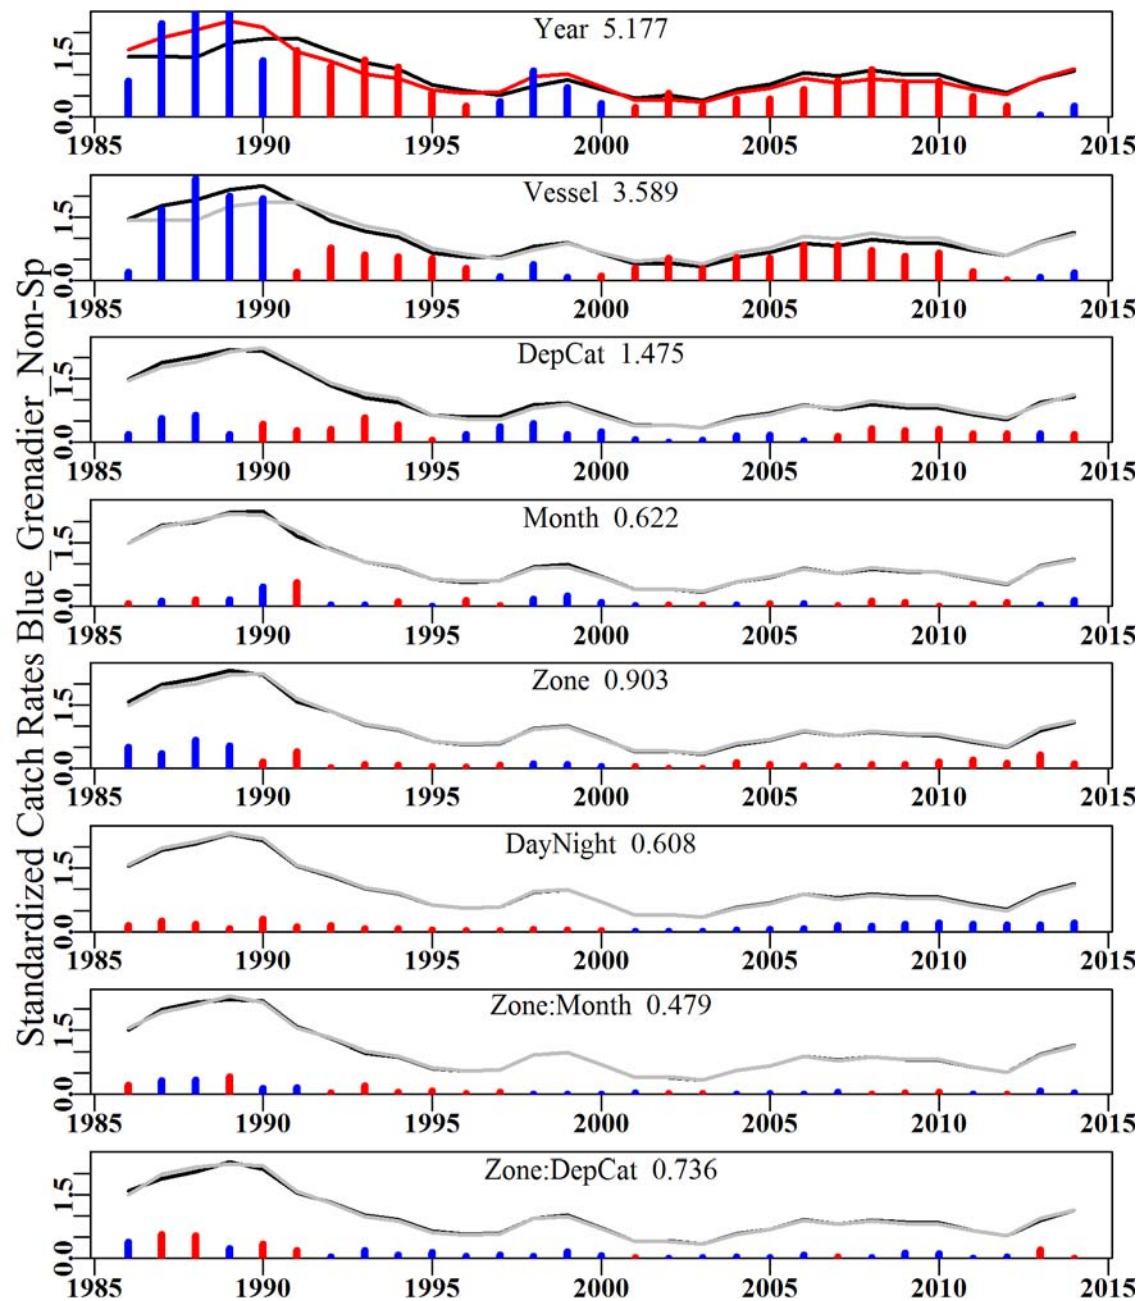 Standardized Catch Rates Blue_Grenadier_Non-Sp
Year 5.177
0.0 1.5
1985 1990 1995 2000 2005 2010 2015
Vessel 3.589
0.0 1.5
1985 1990 1995 2000 2005 2010 2015
DepCat 1.475
0.0 1.5
1985 1990 1995 2000 2005 2010 2015
Month 0.622
0.0 1.5
1985 1990 1995 2000 2005 2010 2015
Zone 0.903
0.0 1.5
1985 1990 1995 2000 2005 2010 2015
DayNight 0.608
0.0 1.5
1985 1990 1995 2000 2005 2010 2015
Zone:Month 0.479
0.0 1.5
1985 1990 1995 2000 2005 2010 2015
Zone:DepCat 0.736
0.0 1.5
1985 1990 1995 2000 2005 2010 2015